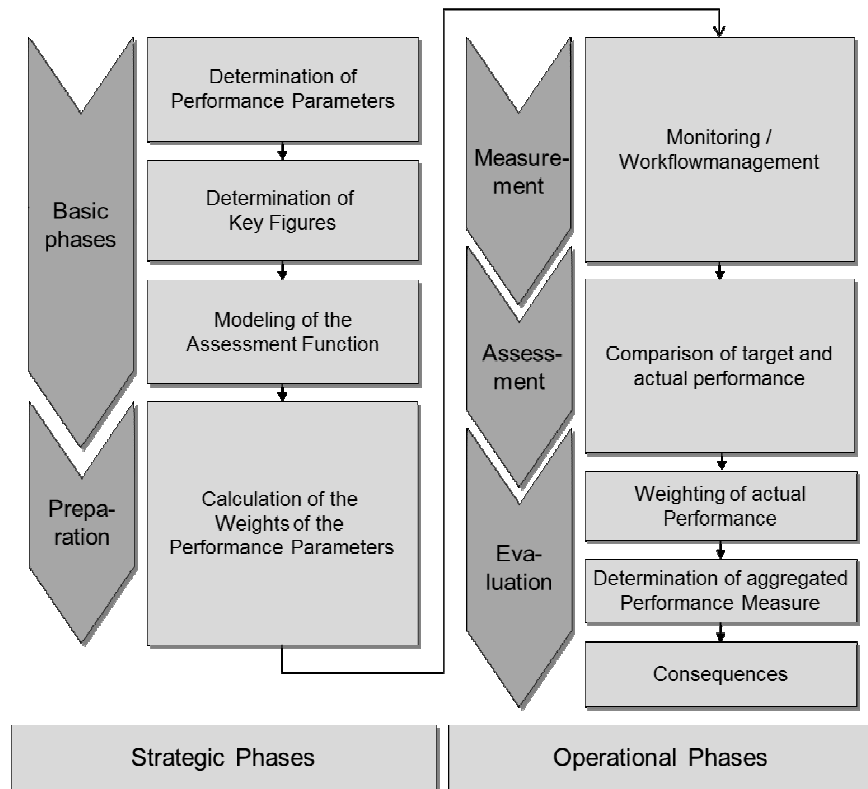 Basic
phases
Determination of
Performance Parameters
Determination of
Key Figures
Modeling of the
Assessment Function
Prepa-
ration
Calculation of the
Weights of the
Performance Parameters
Measure-
ment
Monitoring /
Workflowmanagement
Assess-
ment
Comparison of target and
actual performance
Eva-
luation
Weighting of actual
Performance
Determination of aggregated
Performance Measure
Consequences
Strategic Phases
Operational Phases